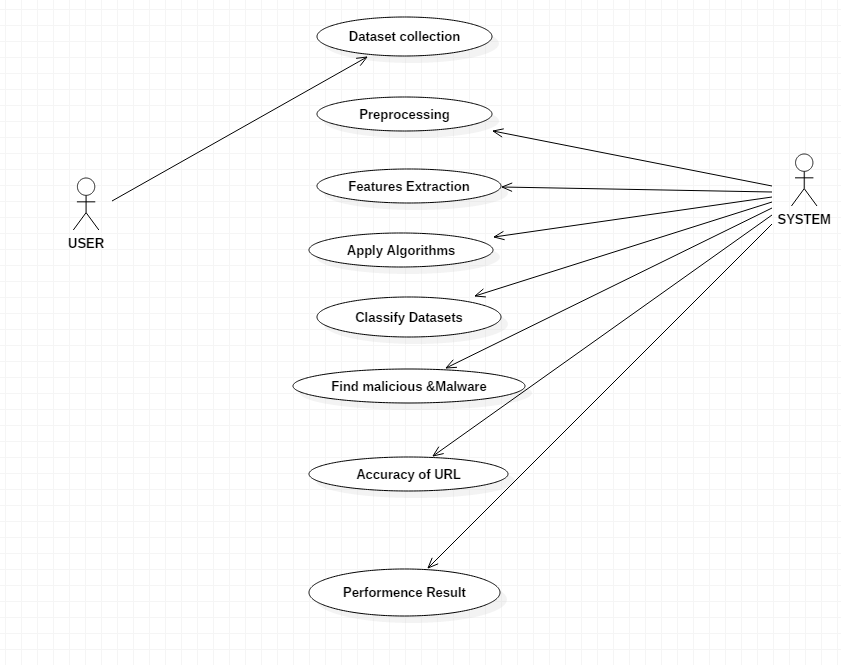 Dataset collection
Preprocessing
Features Extraction
USER
SYSTEM
Apply Algorithms
Classify Datasets
Find malicious &Malware
Accuracy of URL
Performence Result